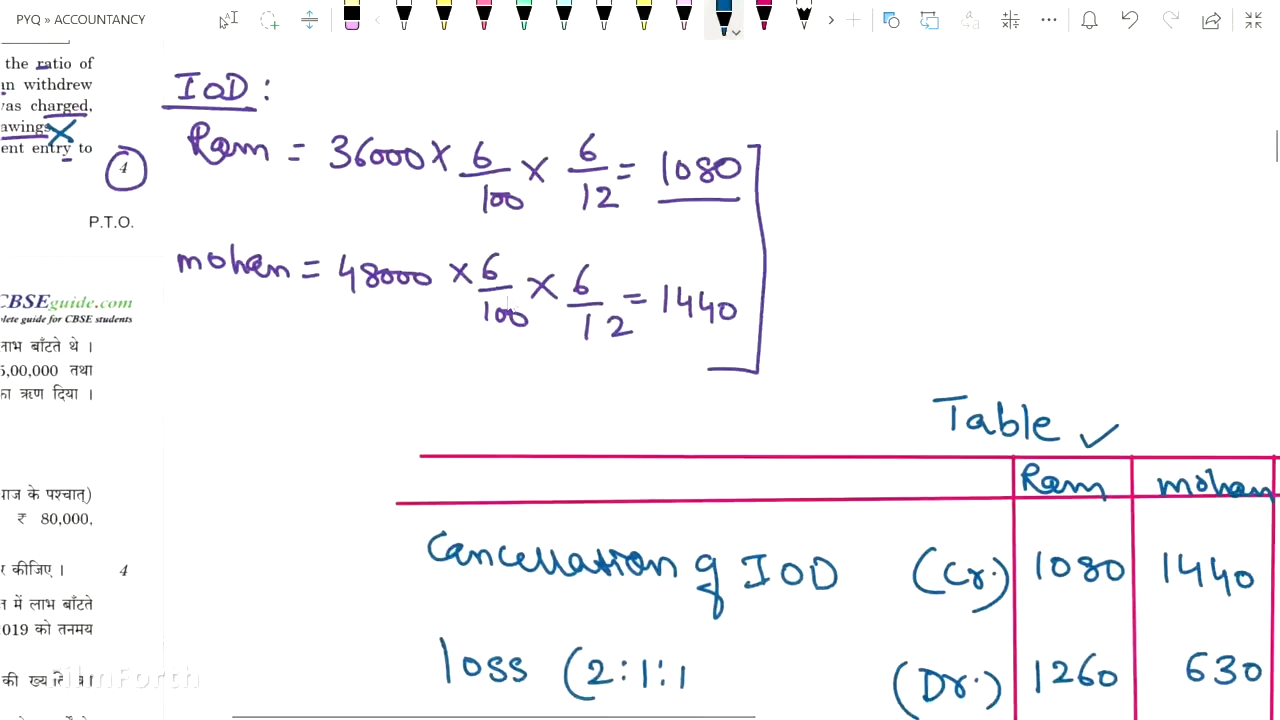 PYQ » ACCOUNTANCY
the ratio of
withdrew
as charged,
awings
ent entry to
4
P.T.O.
IOD :
Ram = 36000 × 6/100 × 6/12 = 1080
mohan = 48000 × 6/100 × 6/12 = 1440
CBSEguide.com
lete guide for CBSE students
लाभ बाँटते थे ।
5,00,000 तथा
का ऋण दिया ।
Table ✓
Ram mohan
Cancellation of IOD (Cr.) 1080 1440
ाज के पश्चात्)
₹ 80,000,
र कीजिए । 4
त में लाभ बाँटते
019 को तनमय
loss (2:1:1 (Dr.) 1260 630
FilmForth